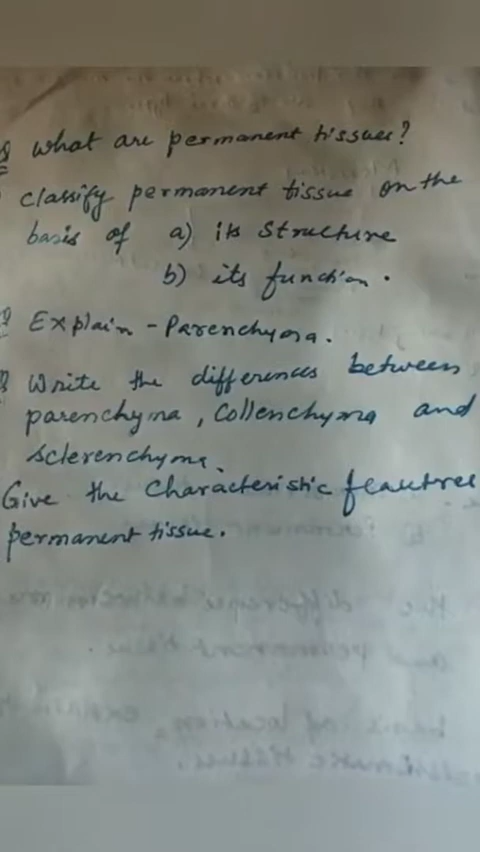 Q what are permanent tissues?
classify permanent tissue on the
basis of a) its structure
b) its function.
Q Explain - Parenchyma.
Q Write the differences between
parenchyma, collenchyma and
sclerenchyma.
Give the characteristic feautres
permanent tissue.